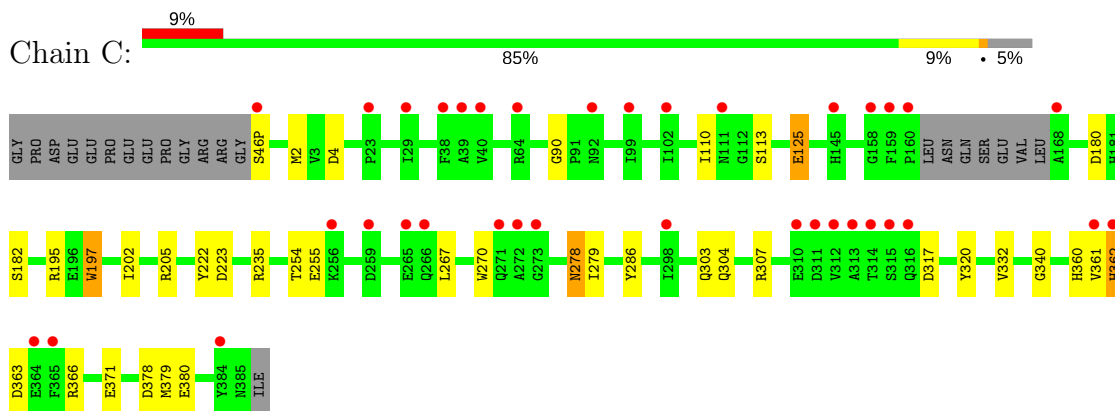 9%
Chain C:
85% 9% • 5%
GLY PRO ASP GLU GLU PRO GLU GLU PRO GLY ARG ARG GLY S46P M2 V3 D4 P23 I29 F38 A39 V40 R64 G90 P91 N92 I99 I102 I110 N111 G112 S113 E125 H145 G158 F159 P160 LEU ASN GLN SER GLU VAL LEU A168 D180 H181
S182 R195 E196 W197 I202 R205 Y222 D223 R235 T254 E255 K256 D259 E265 Q266 L267 W270 Q271 A272 G273 N278 I279 Y286 I298 Q303 Q304 R307 E310 D311 V312 A313 T314 S315 Q316 D317 Y320 V332 G340 H360 V361 H362
D363 E364 F365 R366 E371 D378 M379 E380 Y384 N385 ILE